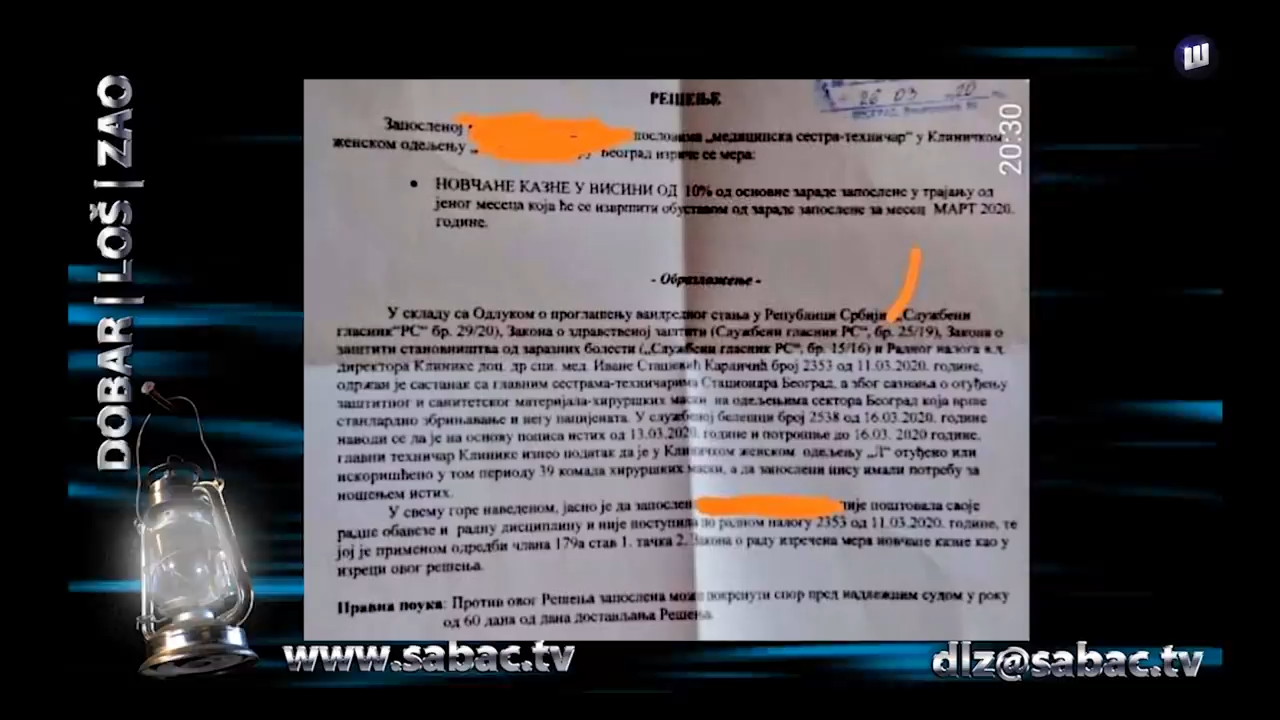 DOBAR | LOŠ | ZAO
Ш
26 03 20
РЕШЕЊЕ
20:30
Запосленој пословима „медицинска сестра-техничар“ у Клиничком
женском одељењу Београд изриче се мера:
• НОВЧАНЕ КАЗНЕ У ВИСИНИ ОД 10% од основне зараде запослене у трајању од
јеног месеца која ће се извршити обуставом од зараде запослене за месец МАРТ 2020.
године.
- Образложење -
У складу са Одлуком о проглашењу вандредног стања у Републици Србији „Службени
гласник“РС“ бр. 29/20), Закона о здравственој заштити (Службени гласник РС“, бр. 25/19), Закона о
заштити становништва од заразних болести („Службени гласник РС“, бр. 15/16) и Радног налога в.д.
директора Клинике доц. др спц. мед. Иване Сташевић Карличић број 2353 од 11.03.2020. године,
одржан је састанак са главним сестрама-техничарима Стационара Београд, а због сазнања о отуђењу
заштитног и санитетског материјала-хируршких маски на одељењима сектора Београд која врше
стандардно збрињавање и негу пацијената. У службеној белешци број 2538 од 16.03.2020. године
наводи се да је на основу пописа истих од 13.03.2020. године и потрошње до 16.03. 2020 године,
главни техничар Клинике изнео податак да је у Клиничком женском одељењу „Л“ отуђено или
искоришћено у том периоду 39 комада хируршких маски, а да запослени нису имали потребу за
ношењем истих.
У свему горе наведеном, јасно је да запослен није поштовала своје
радне обавезе и радну дисциплину и није поступила по радном налогу 2353 од 11.03.2020. године, те
јој је применом одредби члана 179а став 1. тачка 2. Закона о раду изречена мера новчане казне као у
изреци овог решења.
Правна поука: Против овог Решења запослена може покренути спор пред надлежним судом у року
од 60 дана од дана достављања Решења.
www.sabac.tv
dlz@sabac.tv